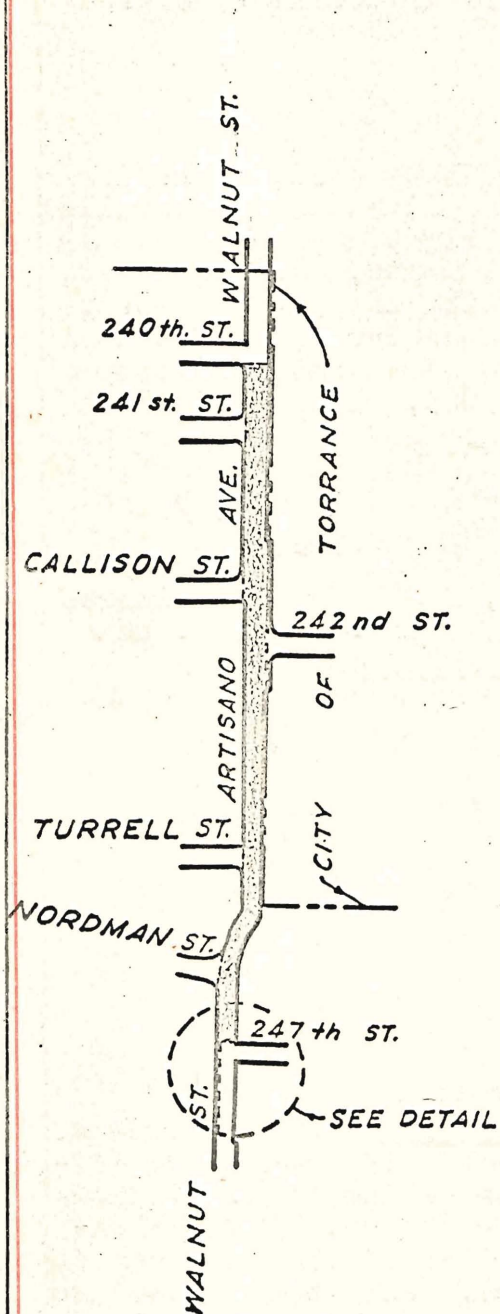 WALNUT ST.
240th. ST.
241 st. ST.
AVE.
TORRANCE
CALLISON ST.
242nd ST.
OF
ARTISANO
TURRELL ST.
CITY
NORDMAN ST.
247th ST.
ST.
SEE DETAIL
WALNUT